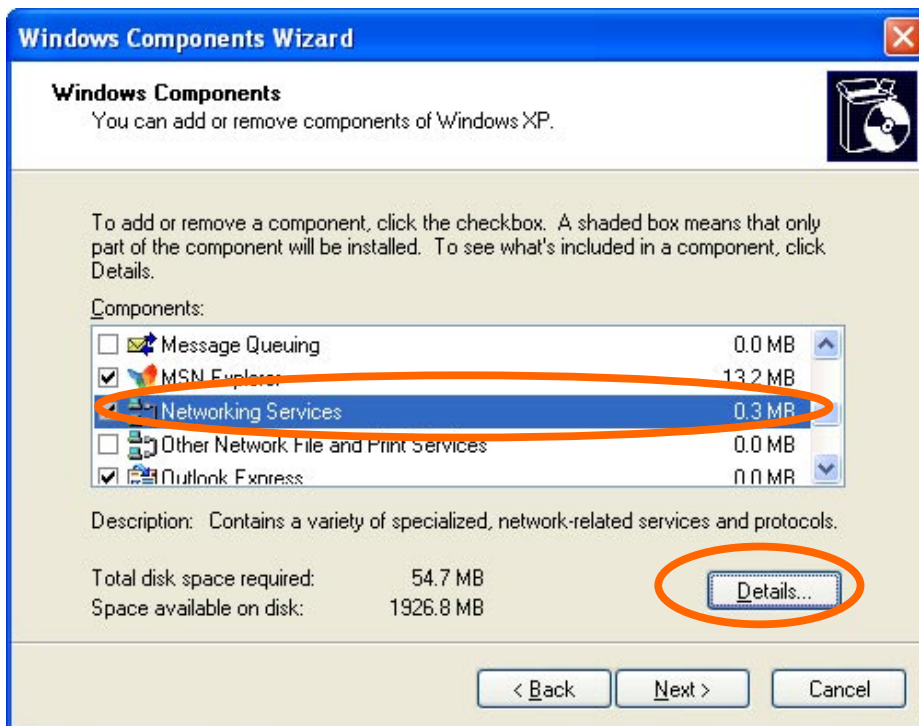 Windows Components Wizard
Windows Components
You can add or remove components of Windows XP.
To add or remove a component, click the checkbox. A shaded box means that only
part of the component will be installed. To see what's included in a component, click
Details.
Components:
Message Queuing 0.0 MB
MSN Explorer 13.2 MB
Networking Services 0.3 MB
Other Network File and Print Services 0.0 MB
Outlook Express 0.0 MB
Description: Contains a variety of specialized, network-related services and protocols.
Total disk space required: 54.7 MB
Space available on disk: 1926.8 MB
Details...
< Back Next > Cancel